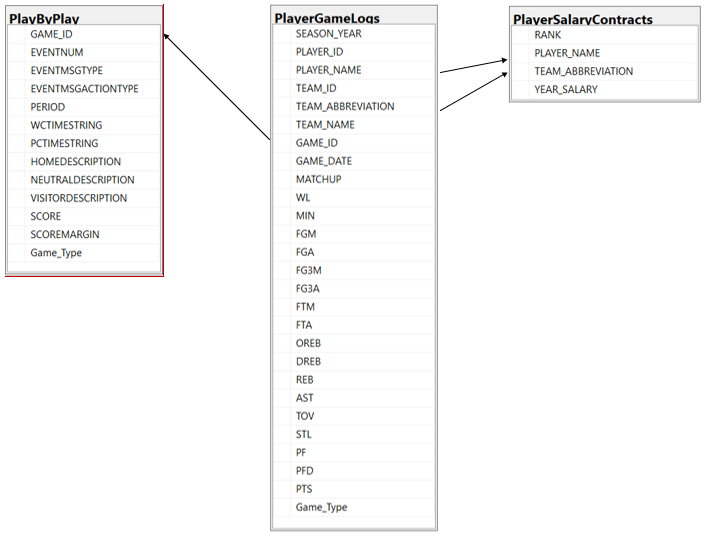 PlayByPlay
GAME_ID
EVENTNUM
EVENTMSGTYPE
EVENTMSGACTIONTYPE
PERIOD
WCTIMESTRING
PCTIMESTRING
HOMEDESCRIPTION
NEUTRALDESCRIPTION
VISITORDESCRIPTION
SCORE
SCOREMARGIN
Game_Type
PlayerGameLogs
SEASON_YEAR
PLAYER_ID
PLAYER_NAME
TEAM_ID
TEAM_ABBREVIATION
TEAM_NAME
GAME_ID
GAME_DATE
MATCHUP
WL
MIN
FGM
FGA
FG3M
FG3A
FTM
FTA
OREB
DREB
REB
AST
TOV
STL
PF
PFD
PTS
Game_Type
PlayerSalaryContracts
RANK
PLAYER_NAME
TEAM_ABBREVIATION
YEAR_SALARY